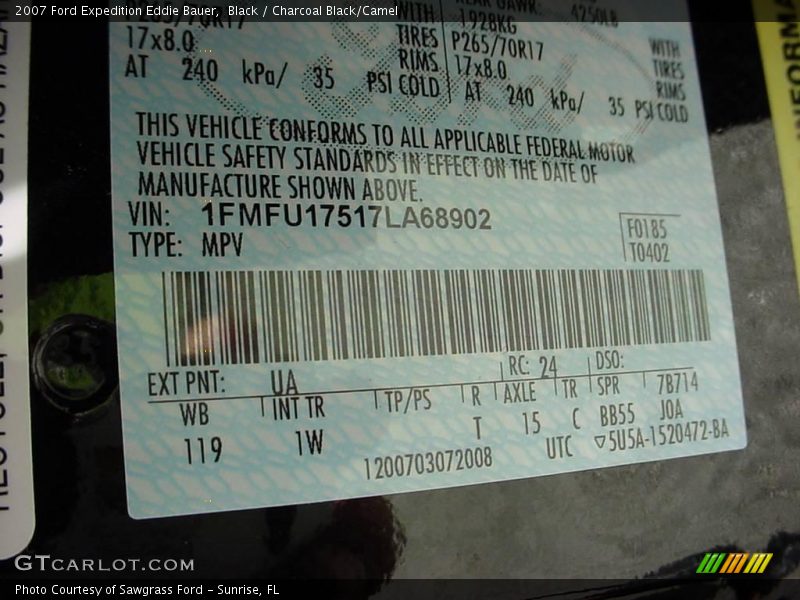 2007 Ford Expedition Eddie Bauer, Black / Charcoal Black/Camel
P265/70R17
17x8.0
AT 240 kPa/ 35 PSI COLD
WITH
TIRES
RIMS
1928KG 4250LB
P265/70R17
17x8.0
AT 240 kPa/ 35 PSI COLD
WITH
TIRES
RIMS
THIS VEHICLE CONFORMS TO ALL APPLICABLE FEDERAL MOTOR
VEHICLE SAFETY STANDARDS IN EFFECT ON THE DATE OF
MANUFACTURE SHOWN ABOVE.
VIN: 1FMFU17517LA68902
TYPE: MPV
F0185
T0402
EXT PNT: UA RC: 24 DSO:
WB INT TR TP/PS R AXLE TR SPR 7B714
119 1W T 15 C BB55 JOA
1200703072008 UTC ▽5U5A-1520472-BA
GTCARLOT.COM
Photo Courtesy of Sawgrass Ford – Sunrise, FL